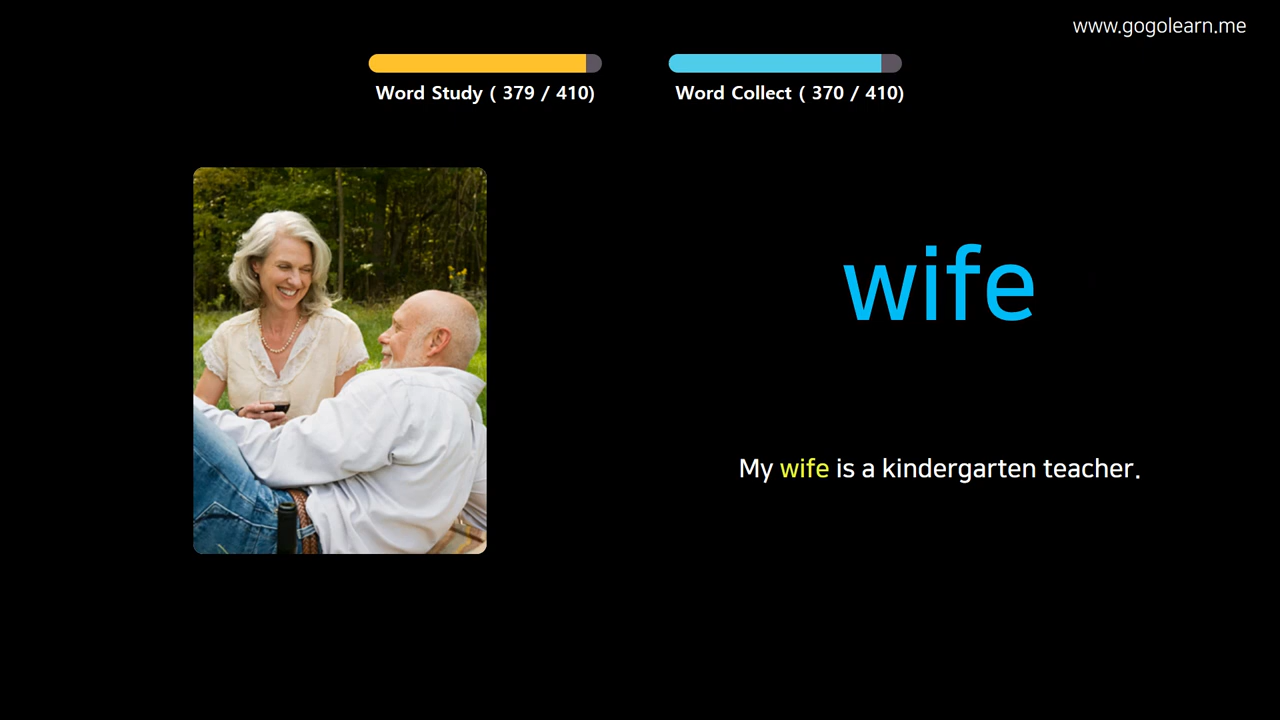 www.gogolearn.me
Word Study ( 379 / 410)
Word Collect ( 370 / 410)
wife
My wife is a kindergarten teacher.